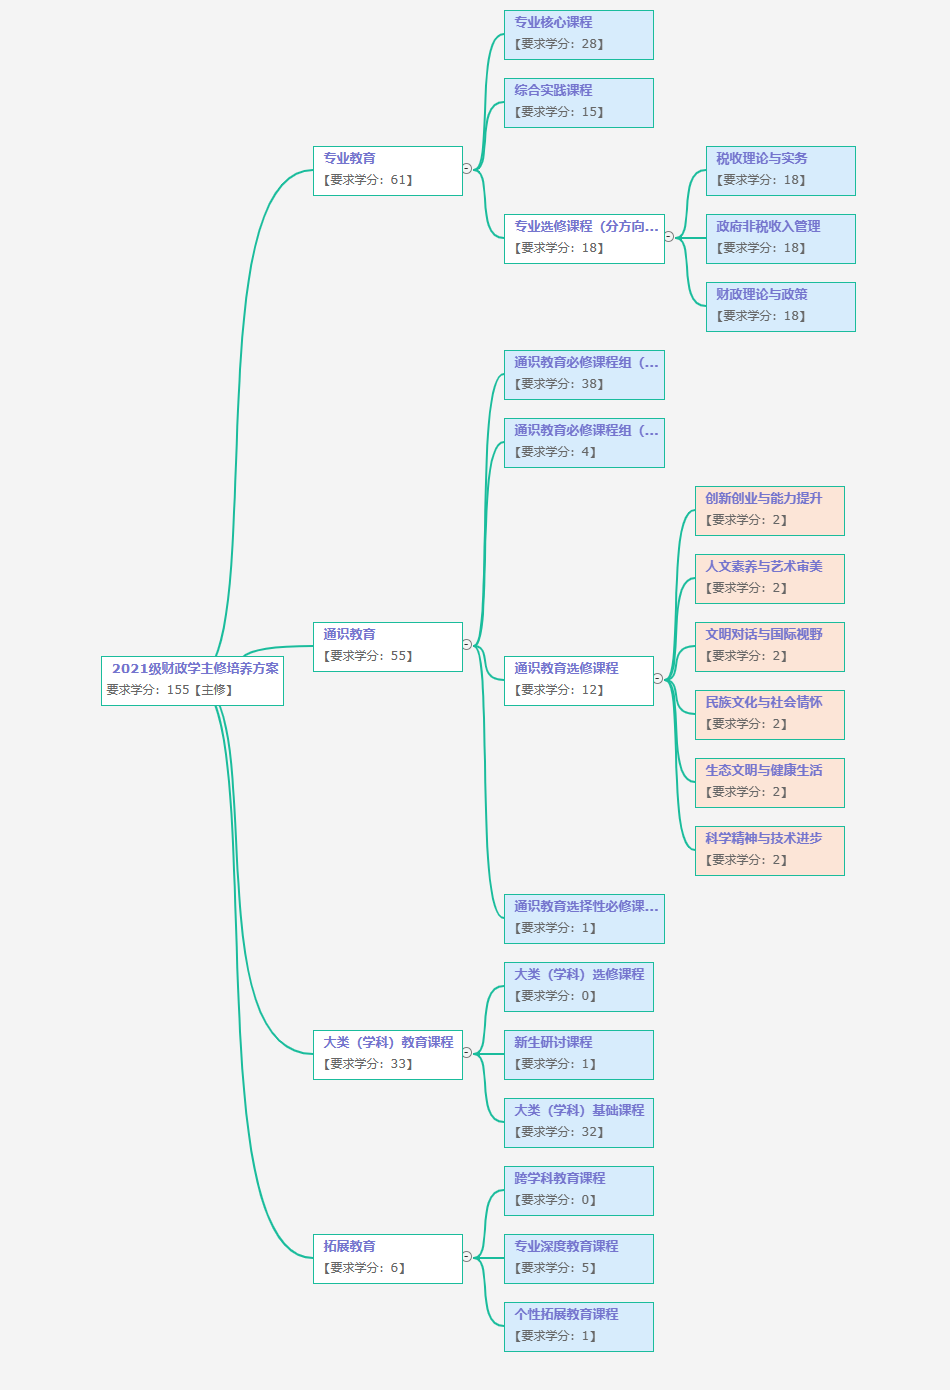 专业核心课程
【要求学分：28】
综合实践课程
【要求学分：15】
专业教育
【要求学分：61】
税收理论与实务
【要求学分：18】
专业选修课程（分方向...
【要求学分：18】
政府非税收入管理
【要求学分：18】
财政理论与政策
【要求学分：18】
通识教育必修课程组（...
【要求学分：38】
通识教育必修课程组（...
【要求学分：4】
创新创业与能力提升
【要求学分：2】
人文素养与艺术审美
【要求学分：2】
通识教育
【要求学分：55】
文明对话与国际视野
【要求学分：2】
2021级财政学主修培养方案
要求学分：155【主修】
通识教育选修课程
【要求学分：12】
民族文化与社会情怀
【要求学分：2】
生态文明与健康生活
【要求学分：2】
科学精神与技术进步
【要求学分：2】
通识教育选择性必修课...
【要求学分：1】
大类（学科）选修课程
【要求学分：0】
大类（学科）教育课程
【要求学分：33】
新生研讨课程
【要求学分：1】
大类（学科）基础课程
【要求学分：32】
跨学科教育课程
【要求学分：0】
拓展教育
【要求学分：6】
专业深度教育课程
【要求学分：5】
个性拓展教育课程
【要求学分：1】